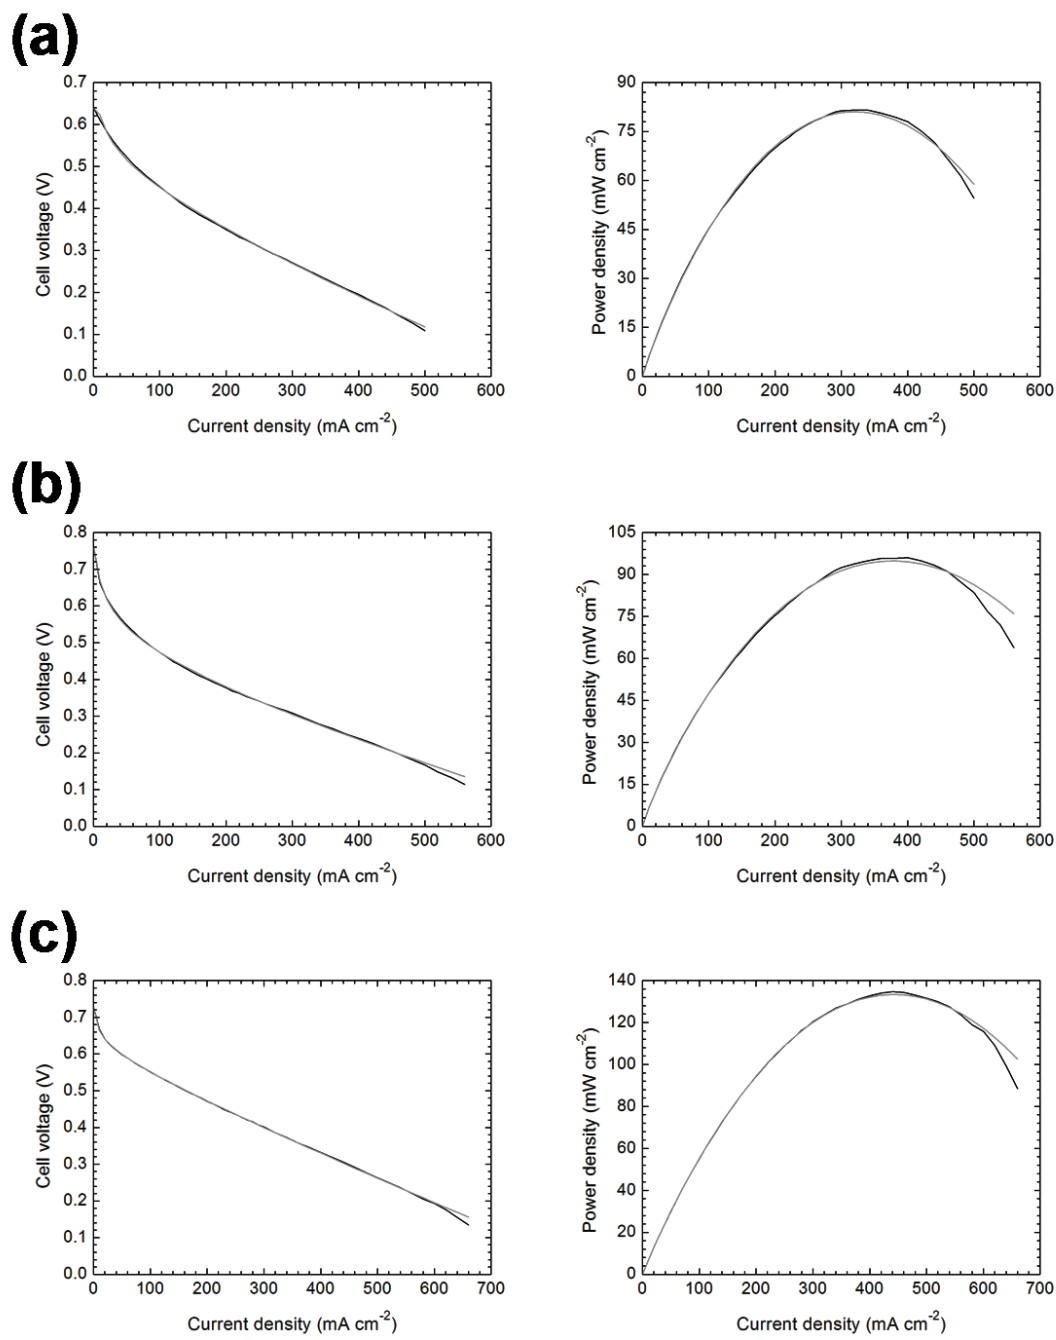 (a)
0.7
0.6
0.5
0.4
0.3
0.2
0.1
0.0
Cell voltage (V)
0 100 200 300 400 500 600
Current density (mA cm⁻²)
90
75
60
45
30
15
0
Power density (mW cm⁻²)
0 100 200 300 400 500 600
Current density (mA cm⁻²)
(b)
0.8
0.7
0.6
0.5
0.4
0.3
0.2
0.1
0.0
Cell voltage (V)
0 100 200 300 400 500 600
Current density (mA cm⁻²)
105
90
75
60
45
30
15
0
Power density (mW cm⁻²)
0 100 200 300 400 500 600
Current density (mA cm⁻²)
(c)
0.8
0.7
0.6
0.5
0.4
0.3
0.2
0.1
0.0
Cell voltage (V)
0 100 200 300 400 500 600 700
Current density (mA cm⁻²)
140
120
100
80
60
40
20
0
Power density (mW cm⁻²)
0 100 200 300 400 500 600 700
Current density (mA cm⁻²)